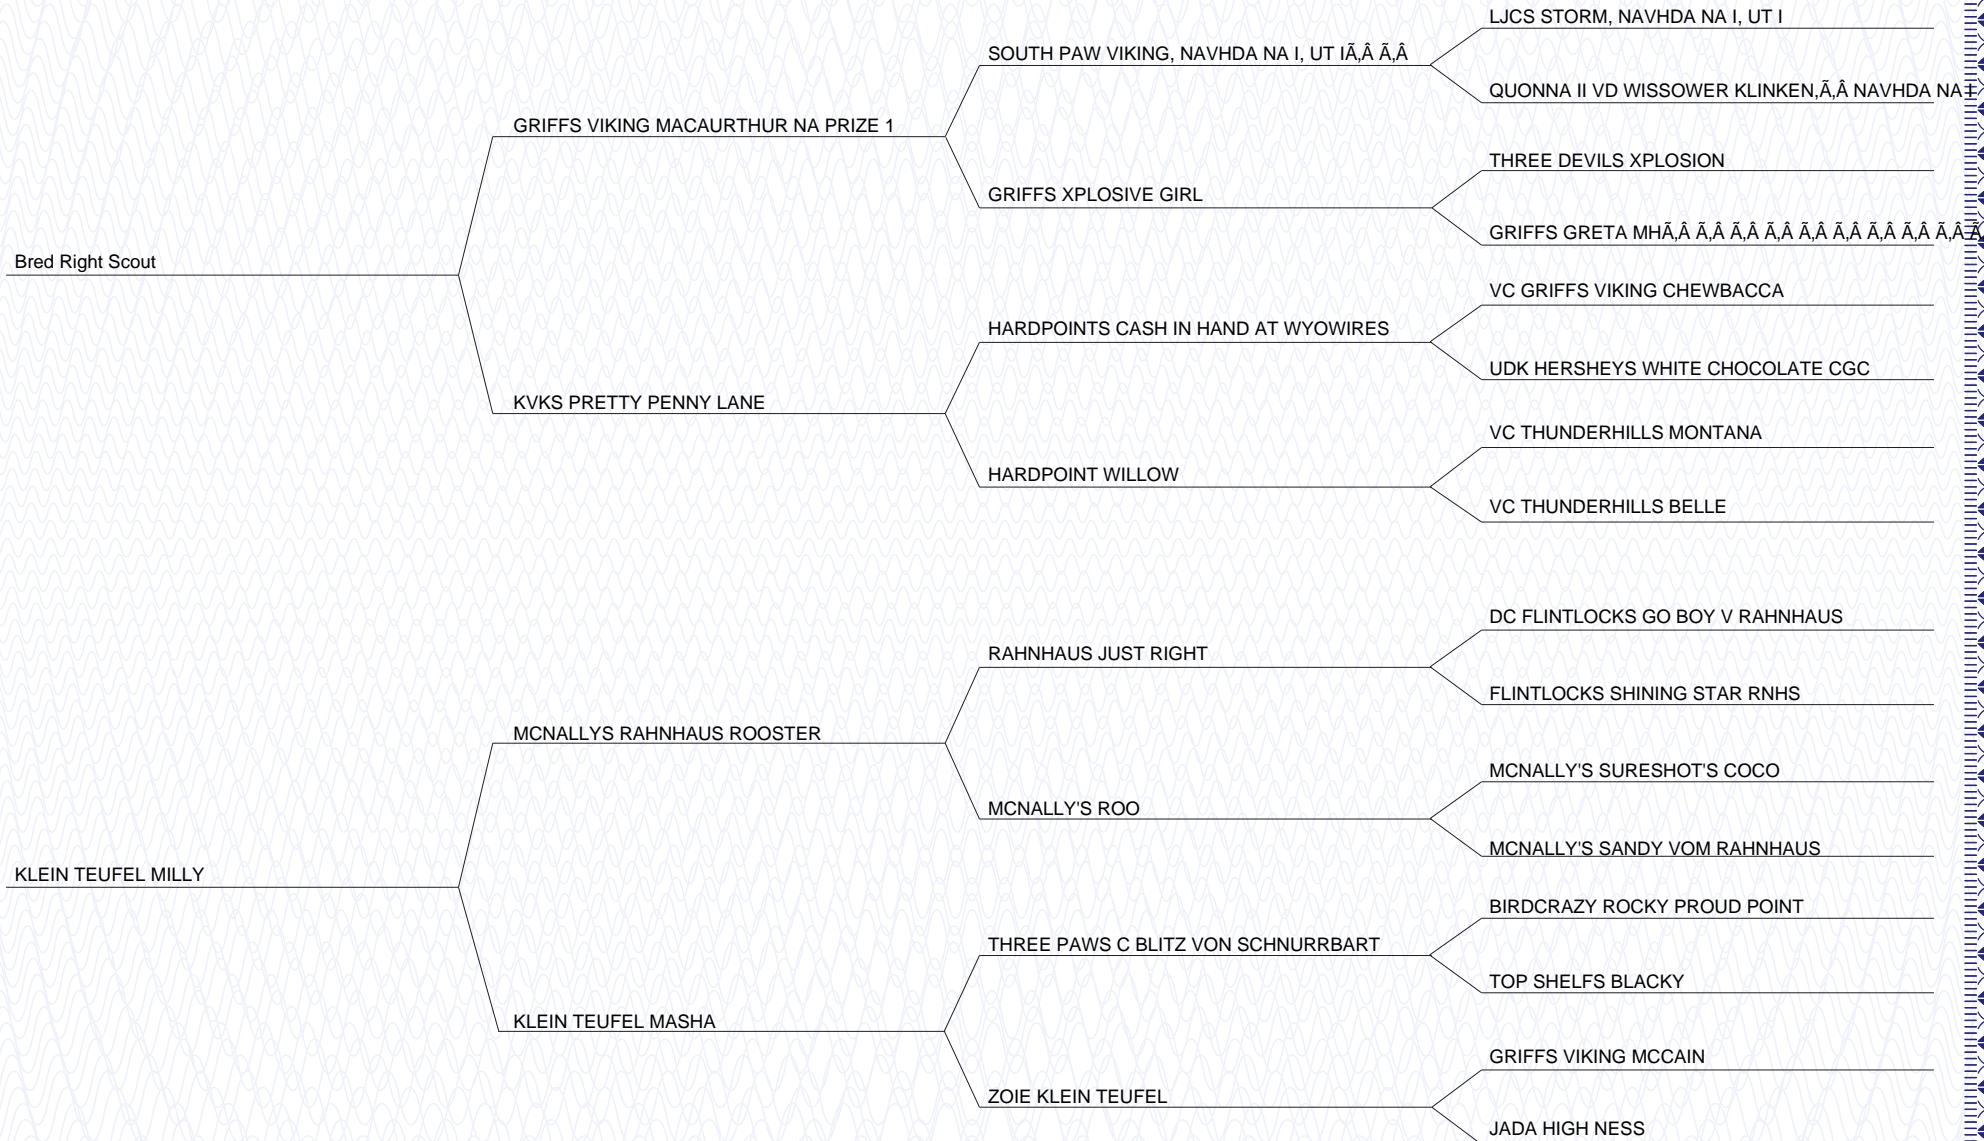 LJCS STORM, NAVHDA NA I, UT I
SOUTH PAW VIKING, NAVHDA NA I, UT IÃ‚Â Ã‚Â
QUONNA II VD WISSOWER KLINKEN,Ã‚Â NAVHDA NA I
GRIFFS VIKING MACAURTHUR NA PRIZE 1
THREE DEVILS XPLOSION
GRIFFS XPLOSIVE GIRL
GRIFFS GRETA MHÃ‚Â Ã‚Â Ã‚Â Ã‚Â Ã‚Â Ã‚Â Ã‚Â Ã‚Â Ã‚Â Ã‚
Bred Right Scout
VC GRIFFS VIKING CHEWBACCA
HARDPOINTS CASH IN HAND AT WYOWIRES
UDK HERSHEYS WHITE CHOCOLATE CGC
KVKS PRETTY PENNY LANE
VC THUNDERHILLS MONTANA
HARDPOINT WILLOW
VC THUNDERHILLS BELLE
DC FLINTLOCKS GO BOY V RAHNHAUS
RAHNHAUS JUST RIGHT
FLINTLOCKS SHINING STAR RNHS
MCNALLYS RAHNHAUS ROOSTER
MCNALLY'S SURESHOT'S COCO
MCNALLY'S ROO
MCNALLY'S SANDY VOM RAHNHAUS
KLEIN TEUFEL MILLY
BIRDCRAZY ROCKY PROUD POINT
THREE PAWS C BLITZ VON SCHNURRBART
TOP SHELFS BLACKY
KLEIN TEUFEL MASHA
GRIFFS VIKING MCCAIN
ZOIE KLEIN TEUFEL
JADA HIGH NESS